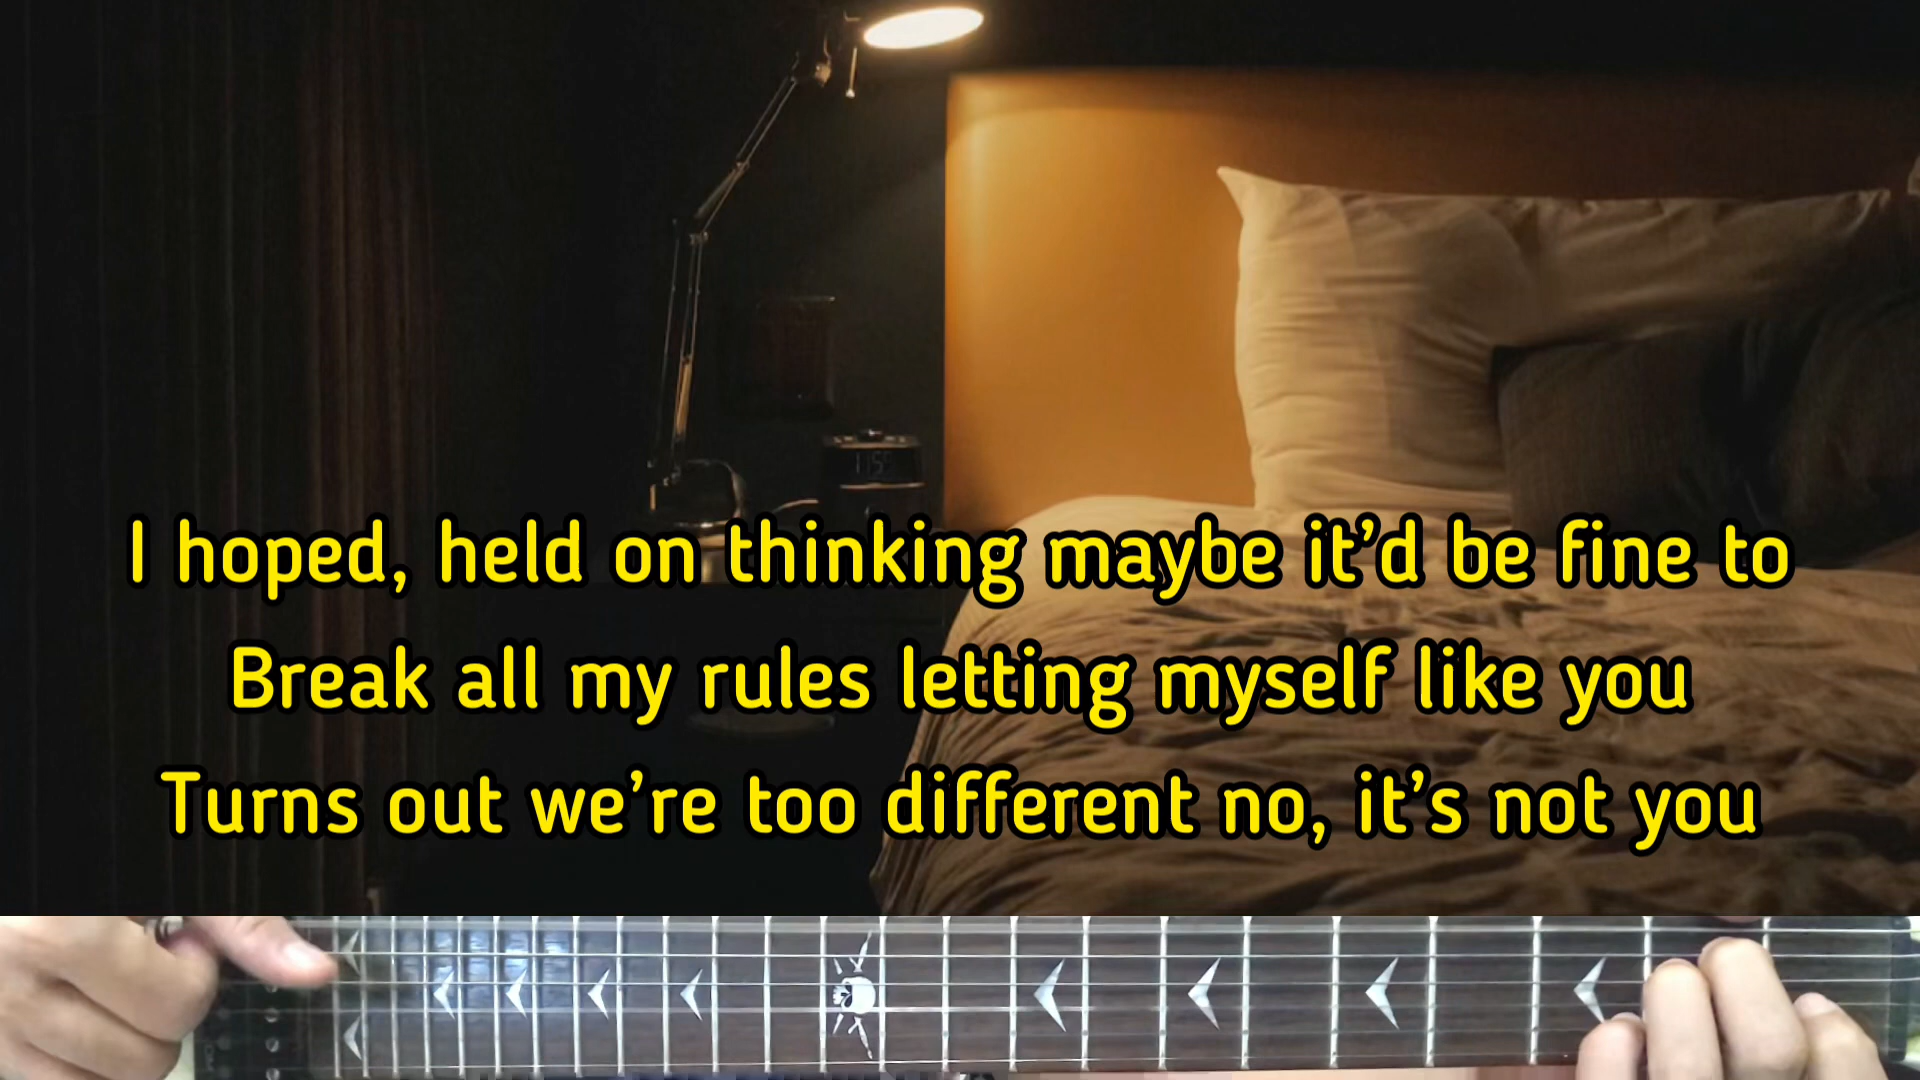 I hoped, held on thinking maybe it’d be fine to
Break all my rules letting myself like you
Turns out we’re too different no, it’s not you